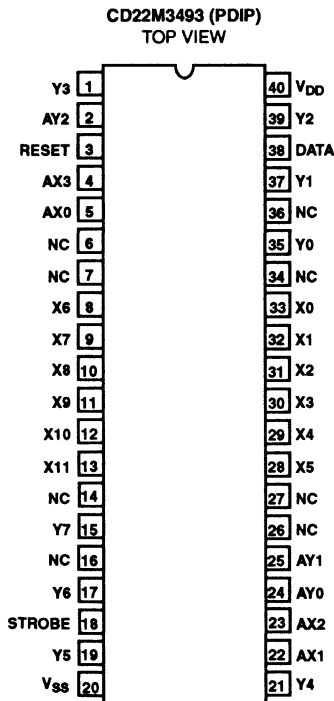 CD22M3493 (PDIP)
TOP VIEW
Y3 1 40 VDD
AY2 2 39 Y2
RESET 3 38 DATA
AX3 4 37 Y1
AX0 5 36 NC
NC 6 35 Y0
NC 7 34 NC
X6 8 33 X0
X7 9 32 X1
X8 10 31 X2
X9 11 30 X3
X10 12 29 X4
X11 13 28 X5
NC 14 27 NC
Y7 15 26 NC
NC 16 25 AY1
Y6 17 24 AY0
STROBE 18 23 AX2
Y5 19 22 AX1
VSS 20 21 Y4